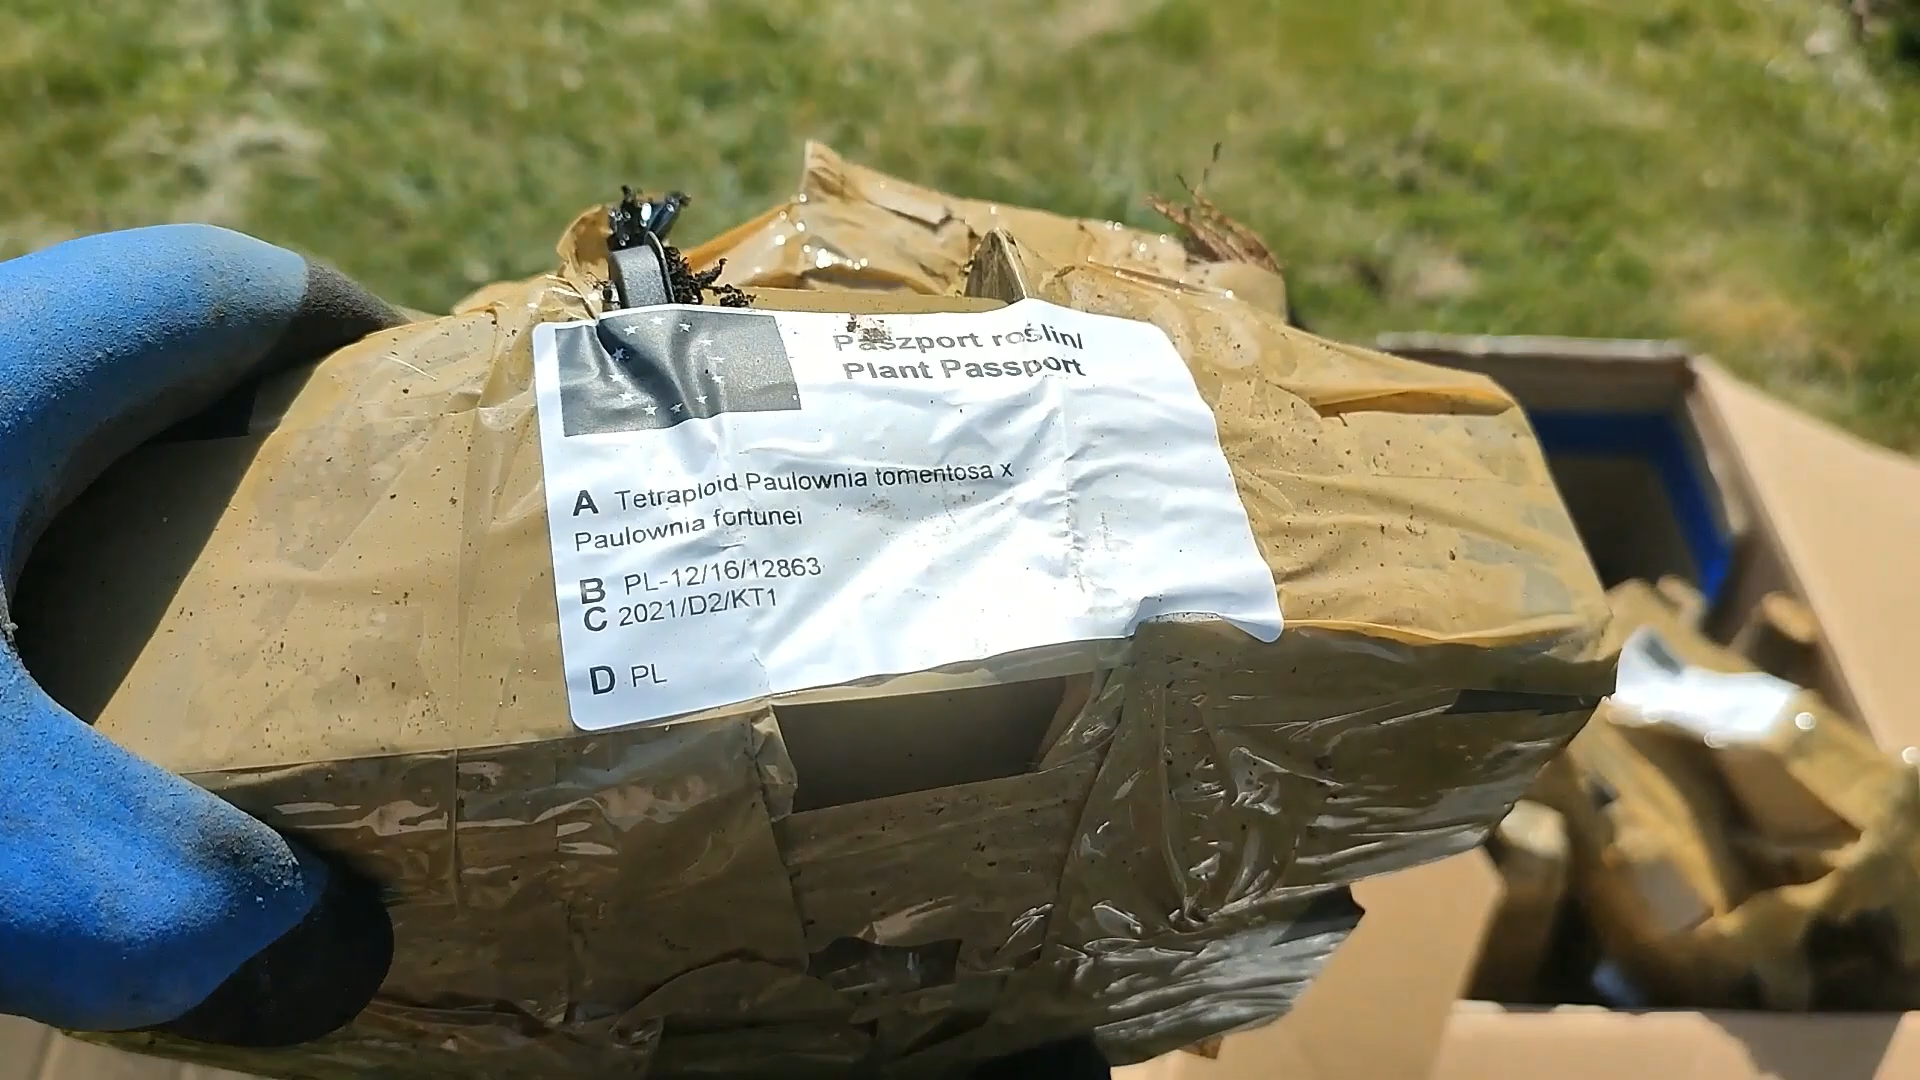 Paszport roślin/
Plant Passport
A Tetraploid Paulownia tomentosa x
Paulownia fortunei
B PL-12/16/12863
C 2021/D2/KT1
D PL